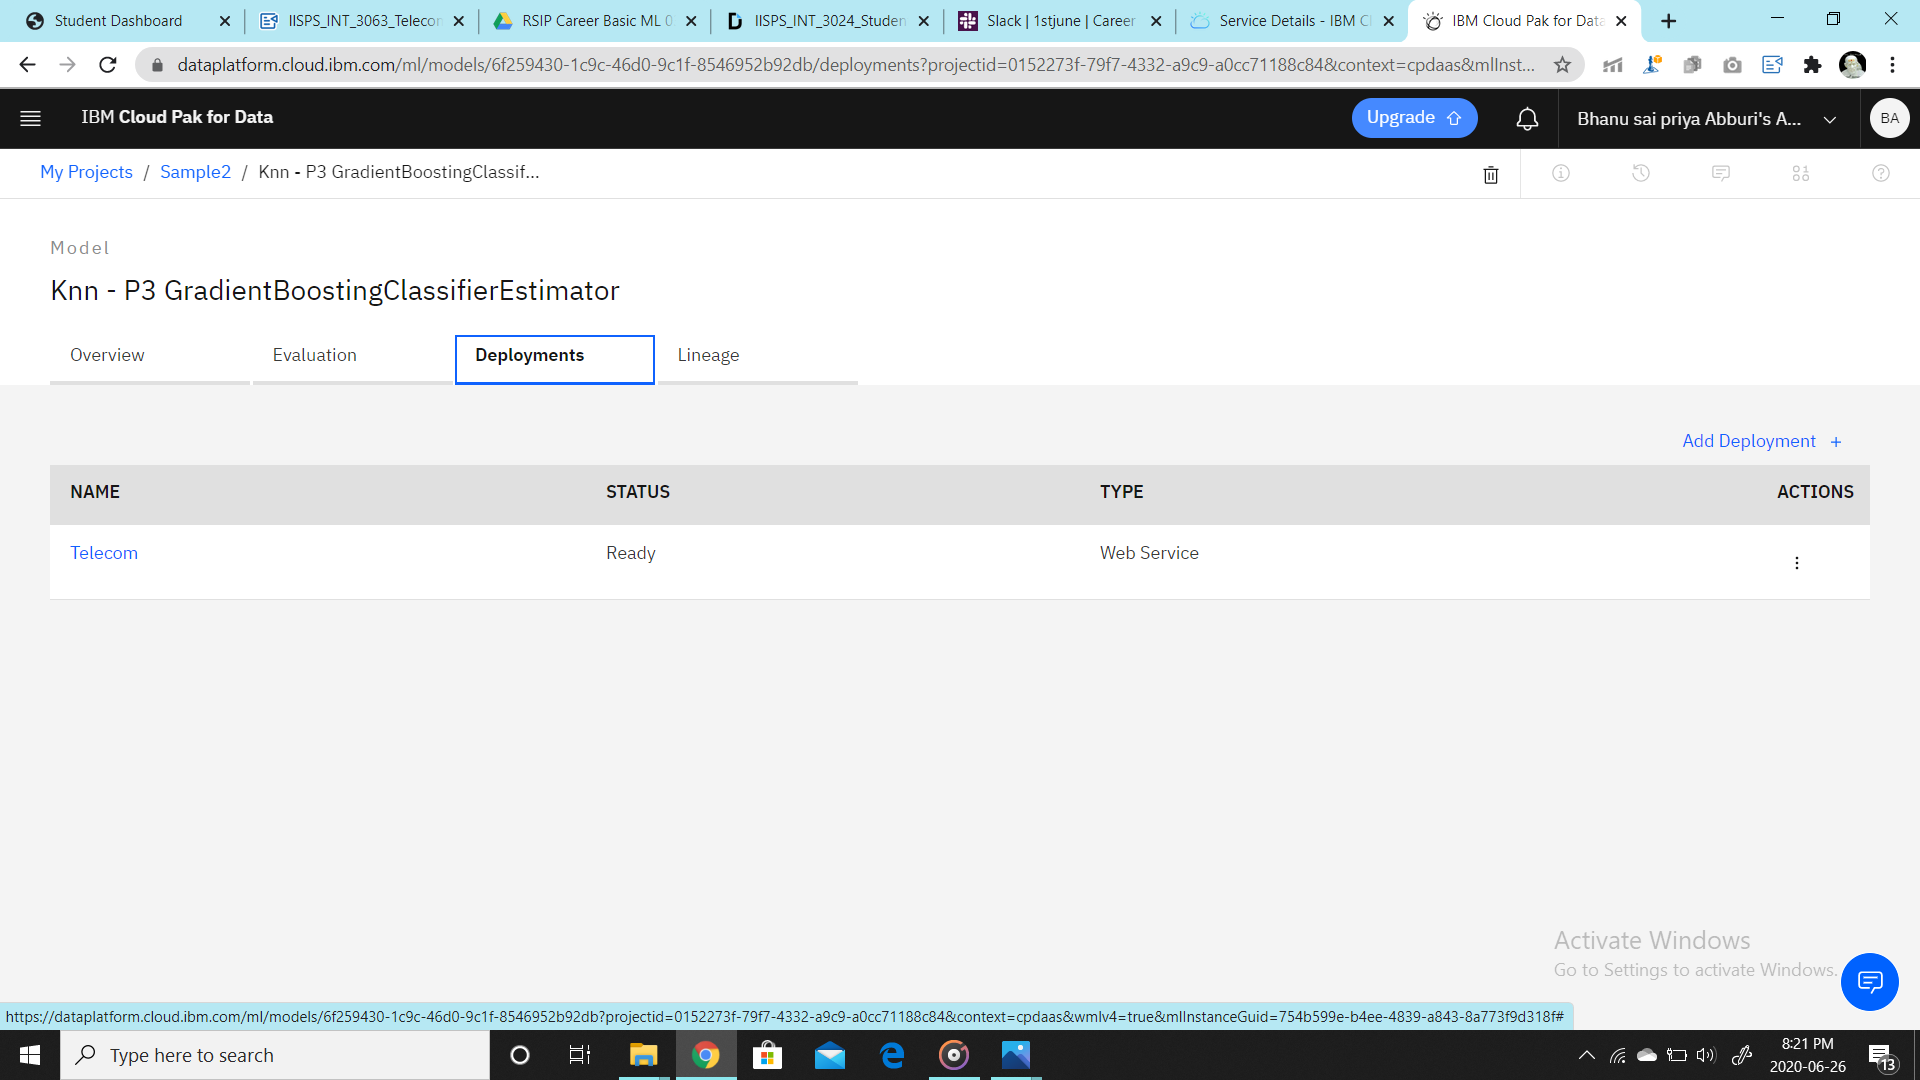 Student Dashboard
IISPS_INT_3063_Telecon
RSIP Career Basic ML 0
IISPS_INT_3024_Studen
Slack | 1stjune | Career
Service Details - IBM Cl
IBM Cloud Pak for Data
dataplatform.cloud.ibm.com/ml/models/6f259430-1c9c-46d0-9c1f-8546952b92db/deployments?projectid=0152273f-79f7-4332-a9c9-a0cc71188c84&context=cpdaas&mlInst...
IBM Cloud Pak for Data
Upgrade
Bhanu sai priya Abburi's A...
BA
My Projects / Sample2 / Knn - P3 GradientBoostingClassif...
Model
Knn - P3 GradientBoostingClassifierEstimator
Overview
Evaluation
Deployments
Lineage
Add Deployment +
NAME STATUS TYPE ACTIONS
Telecom Ready Web Service
Activate Windows
Go to Settings to activate Windows.
https://dataplatform.cloud.ibm.com/ml/models/6f259430-1c9c-46d0-9c1f-8546952b92db?projectid=0152273f-79f7-4332-a9c9-a0cc71188c84&context=cpdaas&wmlv4=true&mlInstanceGuid=754b599e-b4ee-4839-a843-8a773f9d318f#
Type here to search
8:21 PM
2020-06-26
13